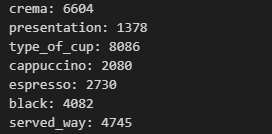 crema: 6604
presentation: 1378
type_of_cup: 8086
cappuccino: 2080
espresso: 2730
black: 4082
served_way: 4745